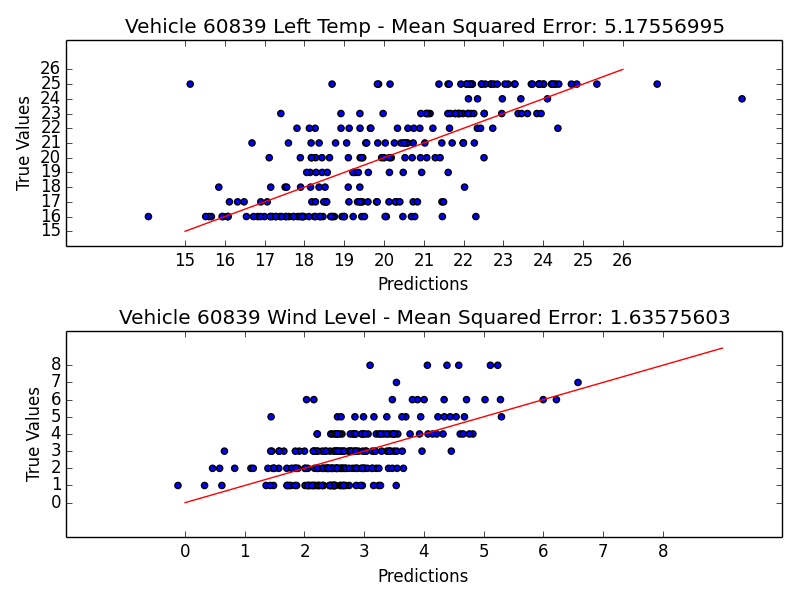 Vehicle 60839 Left Temp - Mean Squared Error: 5.17556995
26
25
24
23
22
21
20
19
18
17
16
15
True Values
15 16 17 18 19 20 21 22 23 24 25 26
Predictions
Vehicle 60839 Wind Level - Mean Squared Error: 1.63575603
8
7
6
5
4
3
2
1
0
True Values
0 1 2 3 4 5 6 7 8
Predictions